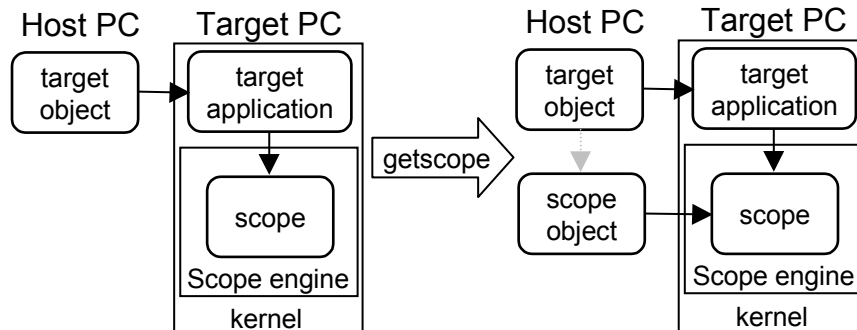 Host PC Target PC
target
object
target
application
scope
Scope engine
kernel
getscope
Host PC Target PC
target
object
target
application
scope
object
scope
Scope engine
kernel